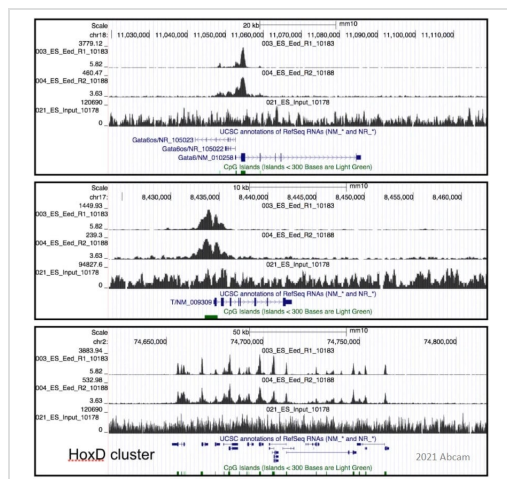 Scale 20 kb mm10
chr18: 11,030,000 11,040,000 11,050,000 11,060,000 11,070,000 11,080,000 11,090,000 11,100,000 11,110,000
3779.12 _ 003_ES_Eed_R1_10183
003_ES_Eed_R1_10183
5.82 _
460.47 _ 004_ES_Eed_R2_10188
004_ES_Eed_R2_10188
3.63 _
120690 _ 021_ES_Input_10178
021_ES_Input_10178
0 _
UCSC annotations of RefSeq RNAs (NM_* and NR_*)
Gata6os/NR_105023
Gata6os/NR_105022
Gata6/NM_010258
CpG Islands (Islands < 300 Bases are Light Green)
Scale 10 kb mm10
chr17: 8,430,000 8,435,000 8,440,000 8,445,000 8,450,000 8,455,000 8,460,000
1449.93 _ 003_ES_Eed_R1_10183
003_ES_Eed_R1_10183
5.82 _
239.3 _ 004_ES_Eed_R2_10188
004_ES_Eed_R2_10188
3.63 _
94827.6 _ 021_ES_Input_10178
021_ES_Input_10178
0 _
UCSC annotations of RefSeq RNAs (NM_* and NR_*)
T/NM_009309
CpG Islands (Islands < 300 Bases are Light Green)
Scale 50 kb mm10
chr2: 74,650,000 74,700,000 74,750,000 74,800,000
3683.94 _ 003_ES_Eed_R1_10183
003_ES_Eed_R1_10183
5.82 _
532.98 _ 004_ES_Eed_R2_10188
004_ES_Eed_R2_10188
3.63 _
120690 _ 021_ES_Input_10178
021_ES_Input_10178
0 _
UCSC annotations of RefSeq RNAs (NM_* and NR_*)
HoxD cluster 2021 Abcam
CpG Islands (Islands < 300 Bases are Light Green)